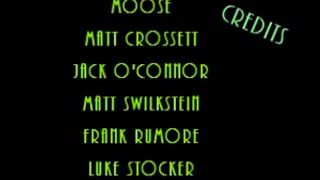 MOOSE
CREDITS
MATT CROSSETT
JACK O'CONNOR
MATT SWILKSTEIN
FRANK RUMORE
LUKE STOCKER